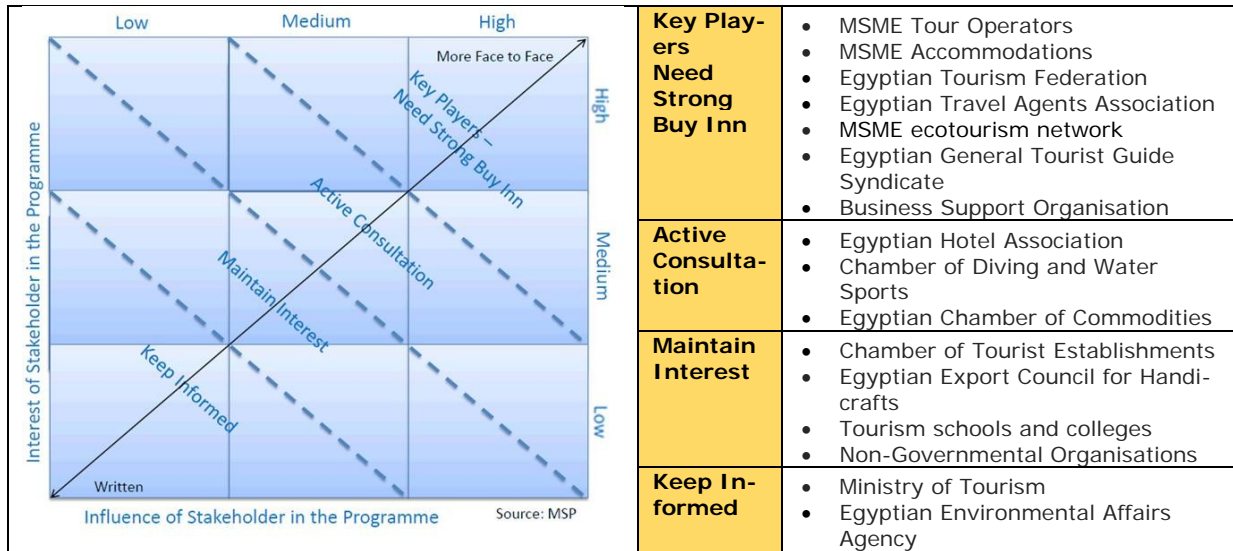 Low
Medium
High
More Face to Face
High
Key Players –
Need Strong Buy Inn
Active Consultation
Medium
Maintain Interest
Keep Informed
Low
Written
Interest of Stakeholder in the Programme
Influence of Stakeholder in the Programme
Source: MSP
Key Play-
ers
Need
Strong
Buy Inn
• MSME Tour Operators
• MSME Accommodations
• Egyptian Tourism Federation
• Egyptian Travel Agents Association
• MSME ecotourism network
• Egyptian General Tourist Guide
Syndicate
• Business Support Organisation
Active
Consulta-
tion
• Egyptian Hotel Association
• Chamber of Diving and Water
Sports
• Egyptian Chamber of Commodities
Maintain
Interest
• Chamber of Tourist Establishments
• Egyptian Export Council for Handi-
crafts
• Tourism schools and colleges
• Non-Governmental Organisations
Keep In-
formed
• Ministry of Tourism
• Egyptian Environmental Affairs
Agency